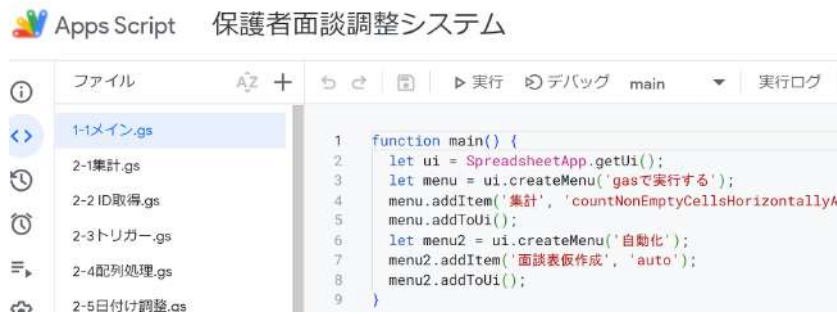 Apps Script 保護者面談調整システム
ファイル
AZ
実行 デバッグ main 実行ログ
1-1メイン.gs
2-1集計.gs
2-2 ID取得.gs
2-3トリガー.gs
2-4配列処理.gs
2-5日付け調整.gs
1 function main() {
2 let ui = SpreadsheetApp.getUi();
3 let menu = ui.createMenu('gasで実行する');
4 menu.addItem('集計', 'countNonEmptyCellsHorizontallyA
5 menu.addToUi();
6 let menu2 = ui.createMenu('自動化');
7 menu2.addItem('面談表仮作成', 'auto');
8 menu2.addToUi();
9 }